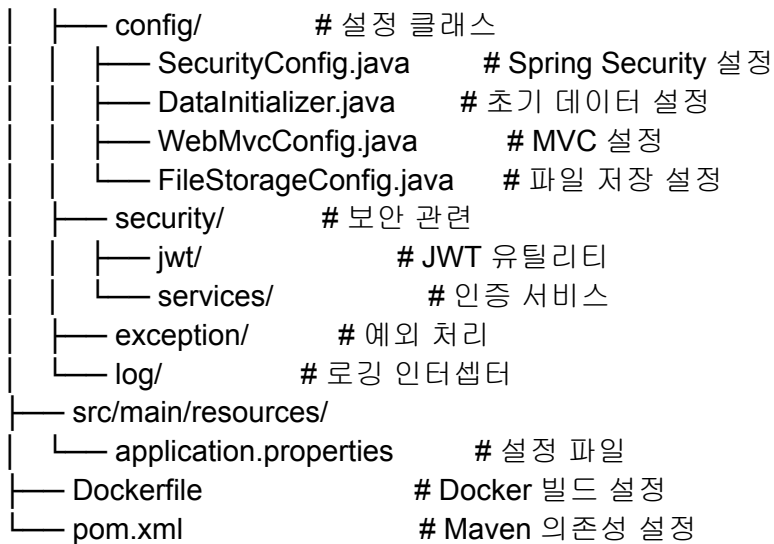 │   ├── config/ # 설정 클래스
│   │   ├── SecurityConfig.java # Spring Security 설정
│   │   ├── DataInitializer.java # 초기 데이터 설정
│   │   ├── WebMvcConfig.java # MVC 설정
│   │   └── FileStorageConfig.java # 파일 저장 설정
│   ├── security/ # 보안 관련
│   │   ├── jwt/ # JWT 유틸리티
│   │   └── services/ # 인증 서비스
│   ├── exception/ # 예외 처리
│   └── log/ # 로깅 인터셉터
├── src/main/resources/
│   └── application.properties # 설정 파일
├── Dockerfile # Docker 빌드 설정
└── pom.xml # Maven 의존성 설정